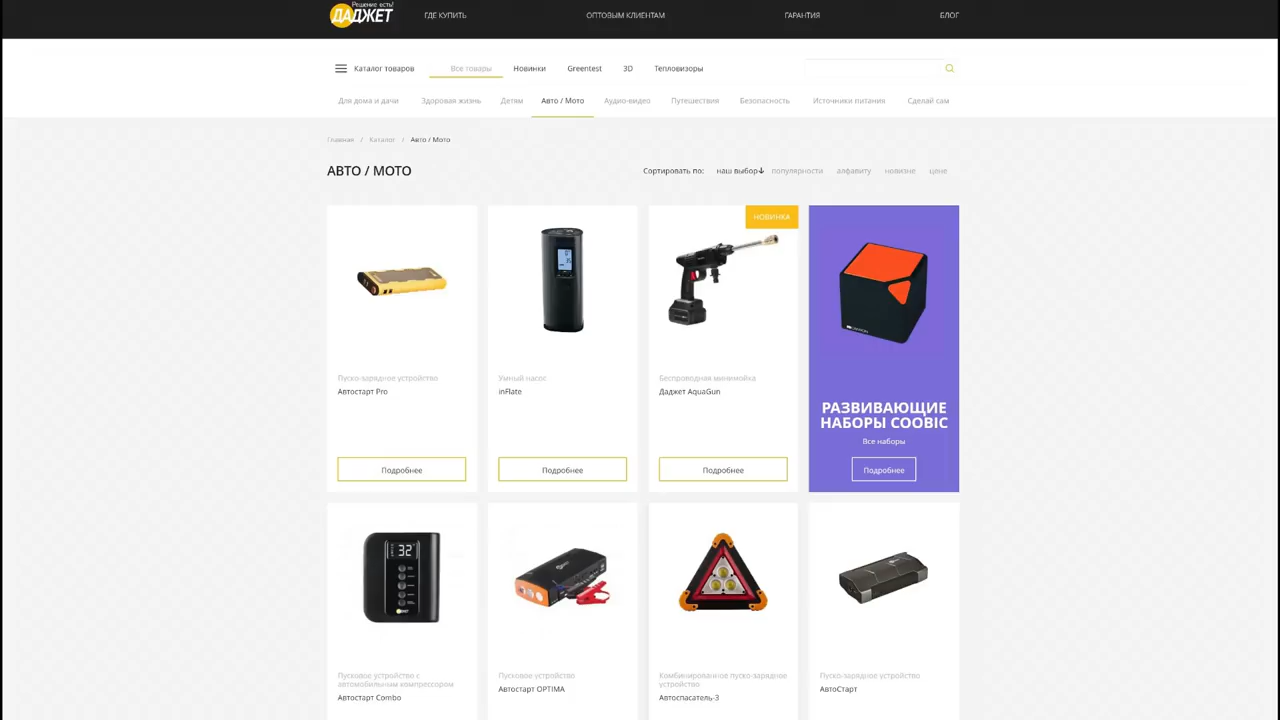 Решение есть!
ДАДЖЕТ
ГДЕ КУПИТЬ
ОПТОВЫМ КЛИЕНТАМ
ГАРАНТИЯ
БЛОГ
Каталог товаров
Все товары
Новинки
Greentest
3D
Тепловизоры
Для дома и дачи
Здоровая жизнь
Детям
Авто / Мото
Аудио-видео
Путешествия
Безопасность
Источники питания
Сделай сам
Главная / Каталог / Авто / Мото
АВТО / МОТО
Сортировать по: наш выбор популярности алфавиту новизне цене
НОВИНКА
Пуско-зарядное устройство
Автостарт Pro
Подробнее
Умный насос
inFlate
Подробнее
Беспроводная минимойка
Даджет AquaGun
Подробнее
РАЗВИВАЮЩИЕ
НАБОРЫ COOBIC
Все наборы
Подробнее
32
ДАДЖЕТ
Пусковое устройство с
автомобильным компрессором
Автостарт Combo
Пусковое устройство
Автостарт OPTIMA
Комбинированное пуско-зарядное
устройство
Автоспасатель-3
Пуско-зарядное устройство
АвтоСтарт